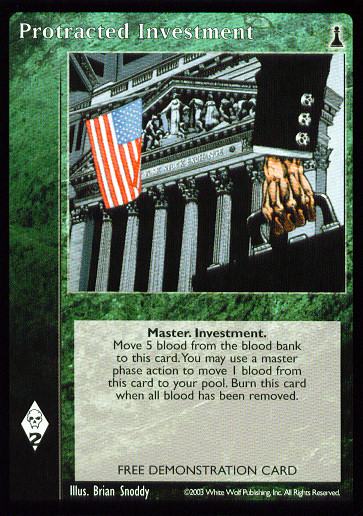 Protracted Investment
STOCK EXCHANGE
Master. Investment.
Move 5 blood from the blood bank
to this card. You may use a master
phase action to move 1 blood from
this card to your pool. Burn this card
when all blood has been removed.
2
FREE DEMONSTRATION CARD
Illus. Brian Snoddy
©2003 White Wolf Publishing, Inc. All Rights Reserved.